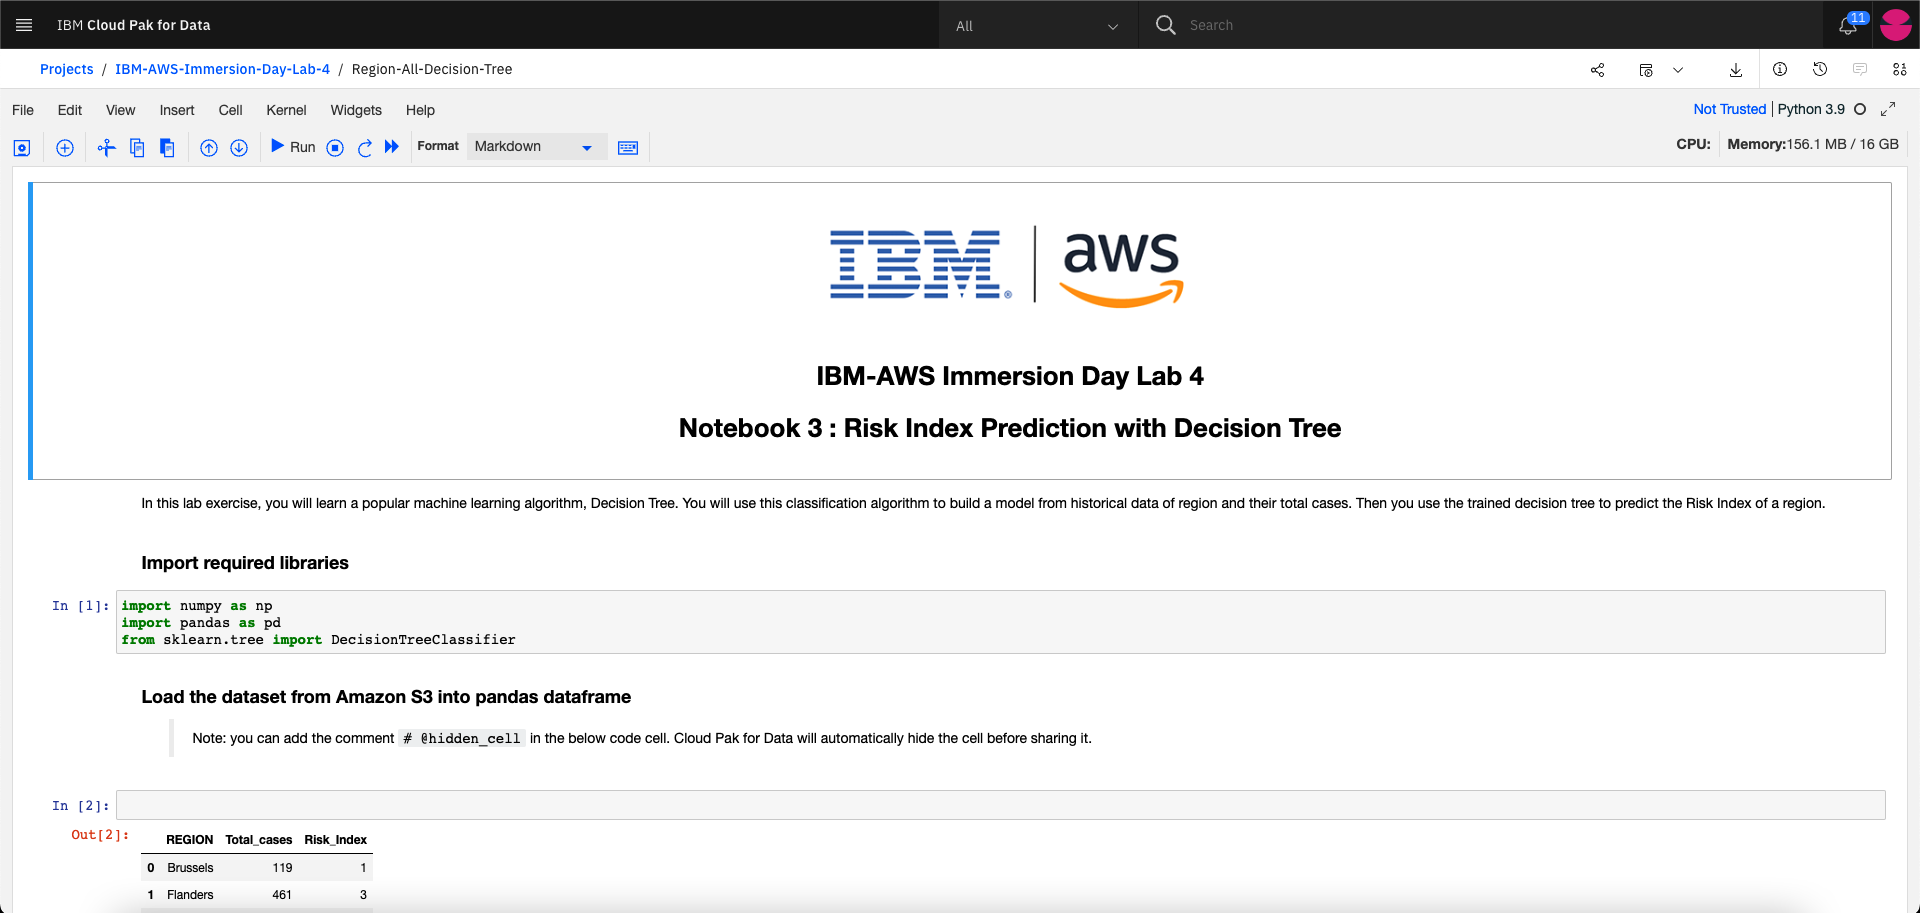 IBM Cloud Pak for Data
All
Search
11
Projects / IBM-AWS-Immersion-Day-Lab-4 / Region-All-Decision-Tree
File Edit View Insert Cell Kernel Widgets Help
Not Trusted | Python 3.9
Run
Format
Markdown
CPU:
Memory:156.1 MB / 16 GB
IBM®
aws
IBM-AWS Immersion Day Lab 4
Notebook 3 : Risk Index Prediction with Decision Tree
In this lab exercise, you will learn a popular machine learning algorithm, Decision Tree. You will use this classification algorithm to build a model from historical data of region and their total cases. Then you use the trained decision tree to predict the Risk Index of a region.
Import required libraries
In [1]:
import numpy as np
import pandas as pd
from sklearn.tree import DecisionTreeClassifier
Load the dataset from Amazon S3 into pandas dataframe
Note: you can add the comment # @hidden_cell in the below code cell. Cloud Pak for Data will automatically hide the cell before sharing it.
In [2]:
Out[2]:
REGION Total_cases Risk_Index
0 Brussels 119 1
1 Flanders 461 3